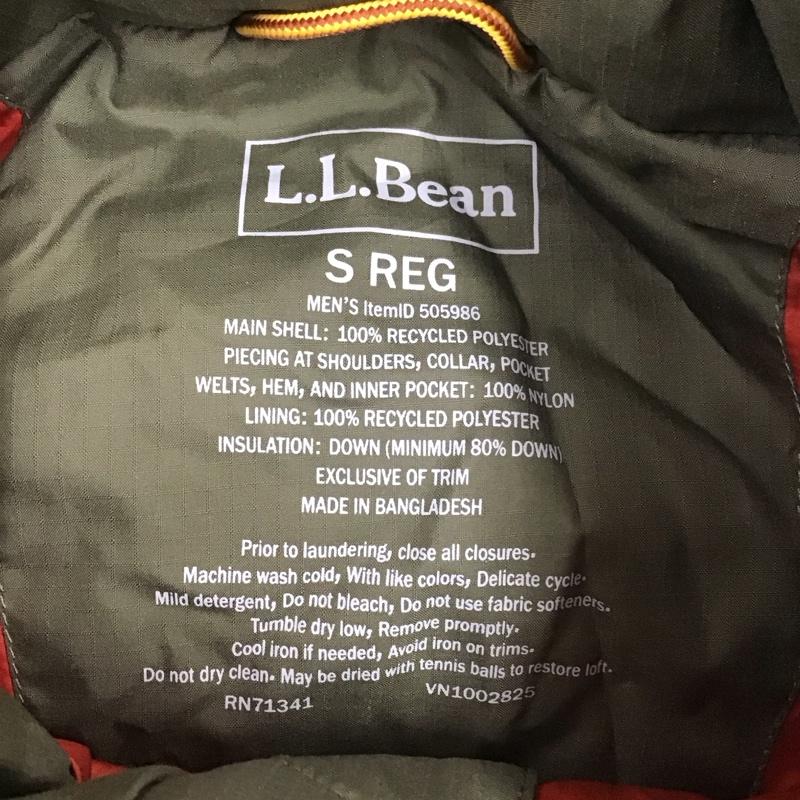 L.L.Bean
S REG
MEN'S ItemID 505986
MAIN SHELL: 100% RECYCLED POLYESTER
PIECING AT SHOULDERS, COLLAR, POCKET
WELTS, HEM, AND INNER POCKET: 100% NYLON
LINING: 100% RECYCLED POLYESTER
INSULATION: DOWN (MINIMUM 80% DOWN)
EXCLUSIVE OF TRIM
MADE IN BANGLADESH
Prior to laundering, close all closures.
Machine wash cold, With like colors, Delicate cycle.
Mild detergent, Do not bleach, Do not use fabric softeners.
Tumble dry low, Remove promptly.
Cool iron if needed, Avoid iron on trims.
Do not dry clean. May be dried with tennis balls to restore loft.
RN71341 VN1002825